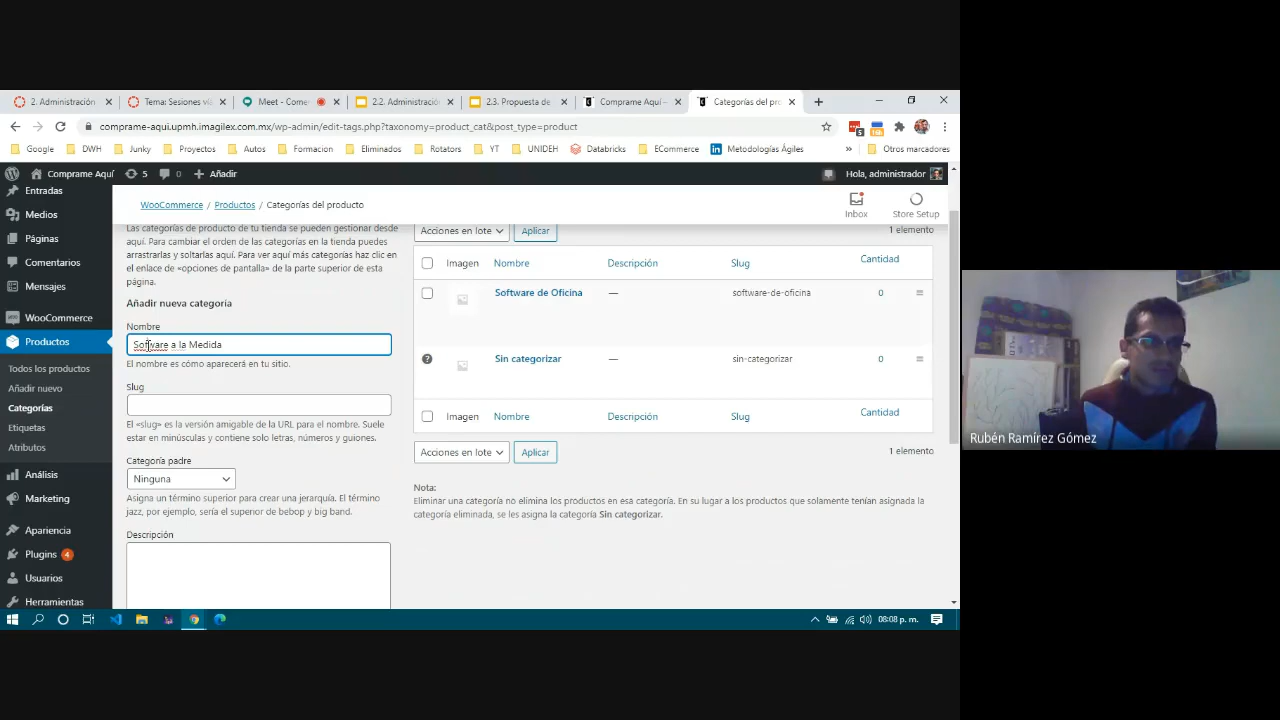 2. Administración
Tema: Sesiones vi
Meet - Come
2.2. Administració
2.3. Propuesta de
Comprame Aquí –
Categorías del pro
comprame-aqui.upmh.imagilex.com.mx/wp-admin/edit-tags.php?taxonomy=product_cat&post_type=product
Google
DWH
Junky
Proyectos
Autos
Formacion
Eliminados
Rotators
YT
UNIDEH
Databricks
ECommerce
Metodologías Ágiles
»
Otros marcadores
Comprame Aquí
5
0
Añadir
Hola, administrador
Entradas
Medios
Páginas
Comentarios
Mensajes
WooCommerce
Productos
Todos los productos
Añadir nuevo
Categorías
Etiquetas
Atributos
Análisis
Marketing
Apariencia
Plugins 4
Usuarios
Herramientas
WooCommerce / Productos / Categorías del producto
Inbox
Store Setup
Las categorías de producto de tu tienda se pueden gestionar desde
aquí. Para cambiar el orden de las categorías en la tienda puedes
arrastrarlas y soltarlas aquí. Para ver aquí más categorías haz clic en
el enlace de «opciones de pantalla» de la parte superior de esta
página.
Añadir nueva categoría
Nombre
Software a la Medida
El nombre es cómo aparecerá en tu sitio.
Slug
El «slug» es la versión amigable de la URL para el nombre. Suele
estar en minúsculas y contiene solo letras, números y guiones.
Categoría padre
Ninguna
Asigna un término superior para crear una jerarquía. El término
jazz, por ejemplo, sería el superior de bebop y big band.
Descripción
Acciones en lote
Aplicar
1 elemento
Imagen
Nombre
Descripción
Slug
Cantidad
Software de Oficina
—
software-de-oficina
0
Sin categorizar
—
sin-categorizar
0
Imagen
Nombre
Descripción
Slug
Cantidad
Acciones en lote
Aplicar
1 elemento
Nota:
Eliminar una categoría no elimina los productos en esa categoría. En su lugar a los productos que solamente tenían asignada la
categoría eliminada, se les asigna la categoría Sin categorizar.
08:08 p. m.
Rubén Ramírez Gómez